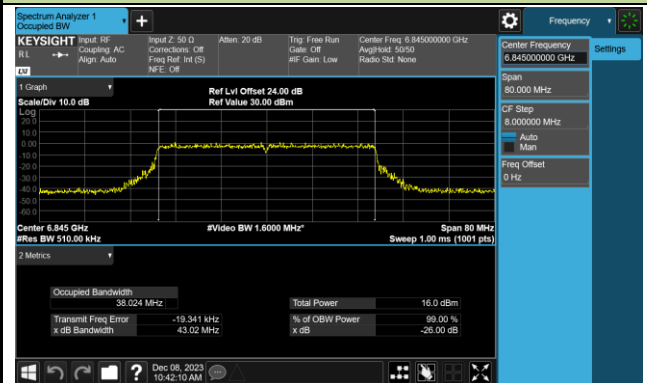 Spectrum Analyzer 1
Occupied BW
Frequency
KEYSIGHT
R L
LXI
Input: RF
Coupling: AC
Align: Auto
Input Z: 50 Ω
Corrections: Off
Freq Ref: Int (S)
NFE: Off
Atten: 20 dB
Trig: Free Run
Gate: Off
#IF Gain: Low
Center Freq: 6.845000000 GHz
Avg|Hold: 50/50
Radio Std: None
Center Frequency
6.845000000 GHz
Settings
Span
80.000 MHz
CF Step
8.000000 MHz
Auto
Man
Freq Offset
0 Hz
1 Graph
Scale/Div 10.0 dB
Ref Lvl Offset 24.00 dB
Ref Value 30.00 dBm
Log
20.0
10.0
0.00
-10.0
-20.0
-30.0
-40.0
-50.0
-60.0
Center 6.845 GHz
#Res BW 510.00 kHz
#Video BW 1.6000 MHz*
Span 80 MHz
Sweep 1.00 ms (1001 pts)
2 Metrics
Occupied Bandwidth
38.024 MHz
Total Power 16.0 dBm
Transmit Freq Error -19.341 kHz
% of OBW Power 99.00 %
x dB Bandwidth 43.02 MHz
x dB -26.00 dB
?
Dec 08, 2023
10:42:10 AM